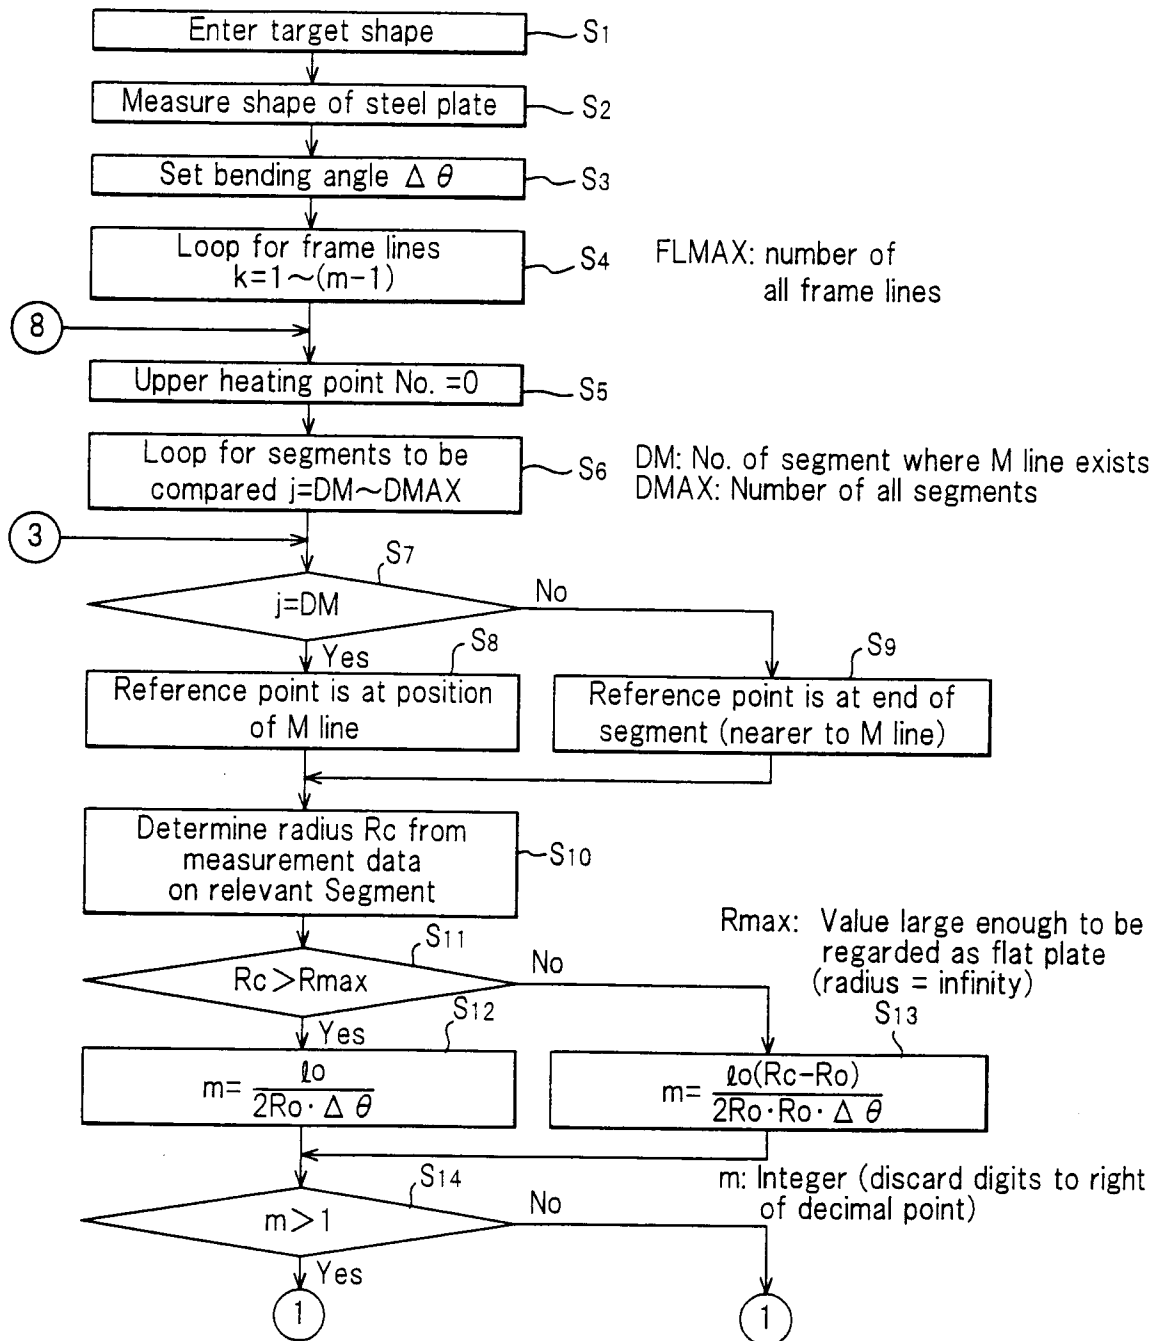 Enter target shape
S1
Measure shape of steel plate
S2
Set bending angle Δ θ
S3
Loop for frame lines
k=1～(m−1)
S4
FLMAX: number of
all frame lines
8
Upper heating point No. =0
S5
Loop for segments to be
compared j=DM～DMAX
S6
DM: No. of segment where M line exists
DMAX: Number of all segments
3
S7
j=DM
No
Yes
S8
Reference point is at position
of M line
S9
Reference point is at end of
segment (nearer to M line)
Determine radius Rc from
measurement data
on relevant Segment
S10
Rmax: Value large enough to be
regarded as flat plate
(radius = infinity)
S11
Rc>Rmax
No
Yes
S12
m= ℓo
2Ro· Δ θ
S13
m= ℓo(Rc−Ro)
2Ro·Ro· Δ θ
m: Integer (discard digits to right
of decimal point)
S14
m>1
No
Yes
1
1